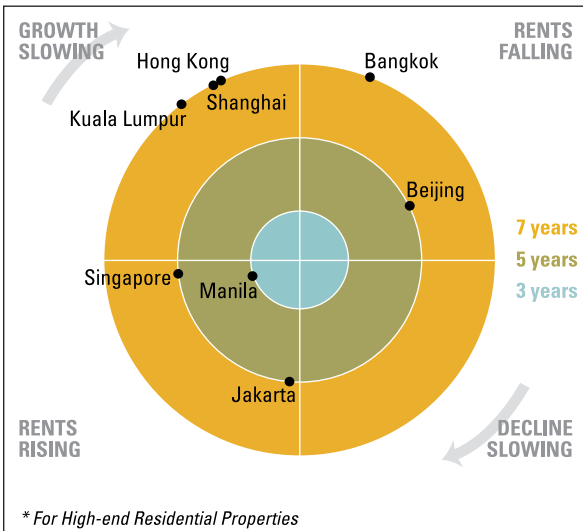 GROWTH
SLOWING
RENTS
FALLING
Hong Kong
Bangkok
Shanghai
Kuala Lumpur
Beijing
7 years
5 years
3 years
Singapore
Manila
Jakarta
RENTS
RISING
DECLINE
SLOWING
* For High-end Residential Properties